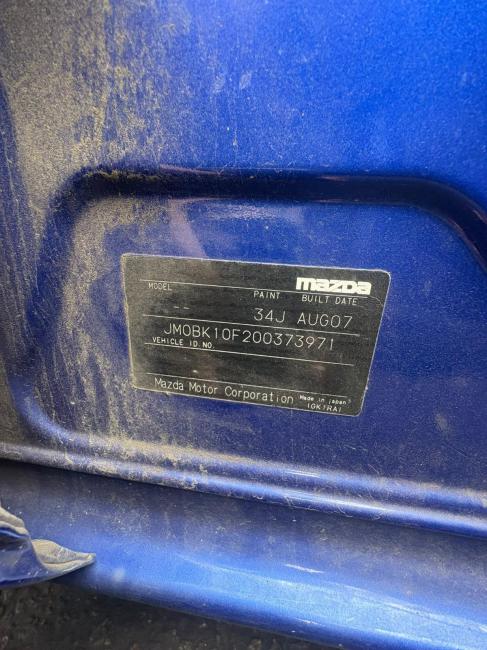 mazda
MODEL PAINT BUILT DATE
34J AUG07
JM0BK10F200373971
VEHICLE ID.NO.
Mazda Motor Corporation Made in Japan